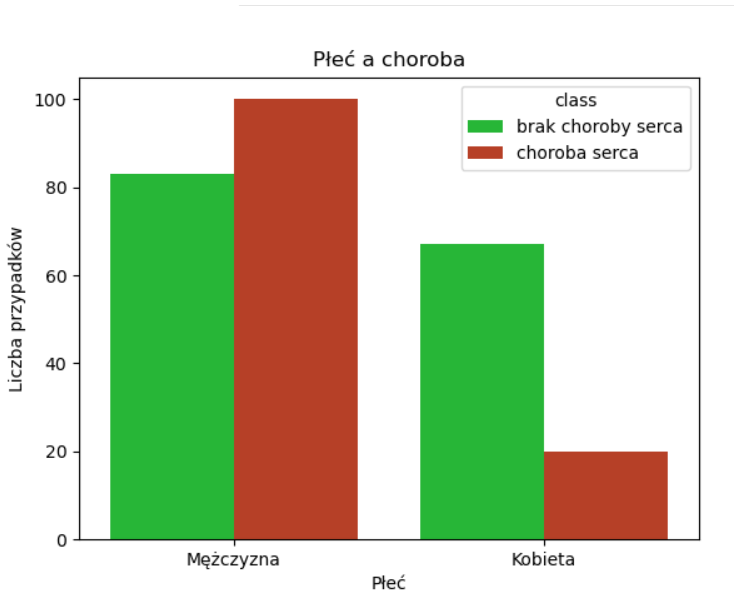 Płeć a choroba
class
brak choroby serca
choroba serca
Liczba przypadków
100
80
60
40
20
0
Mężczyzna
Kobieta
Płeć